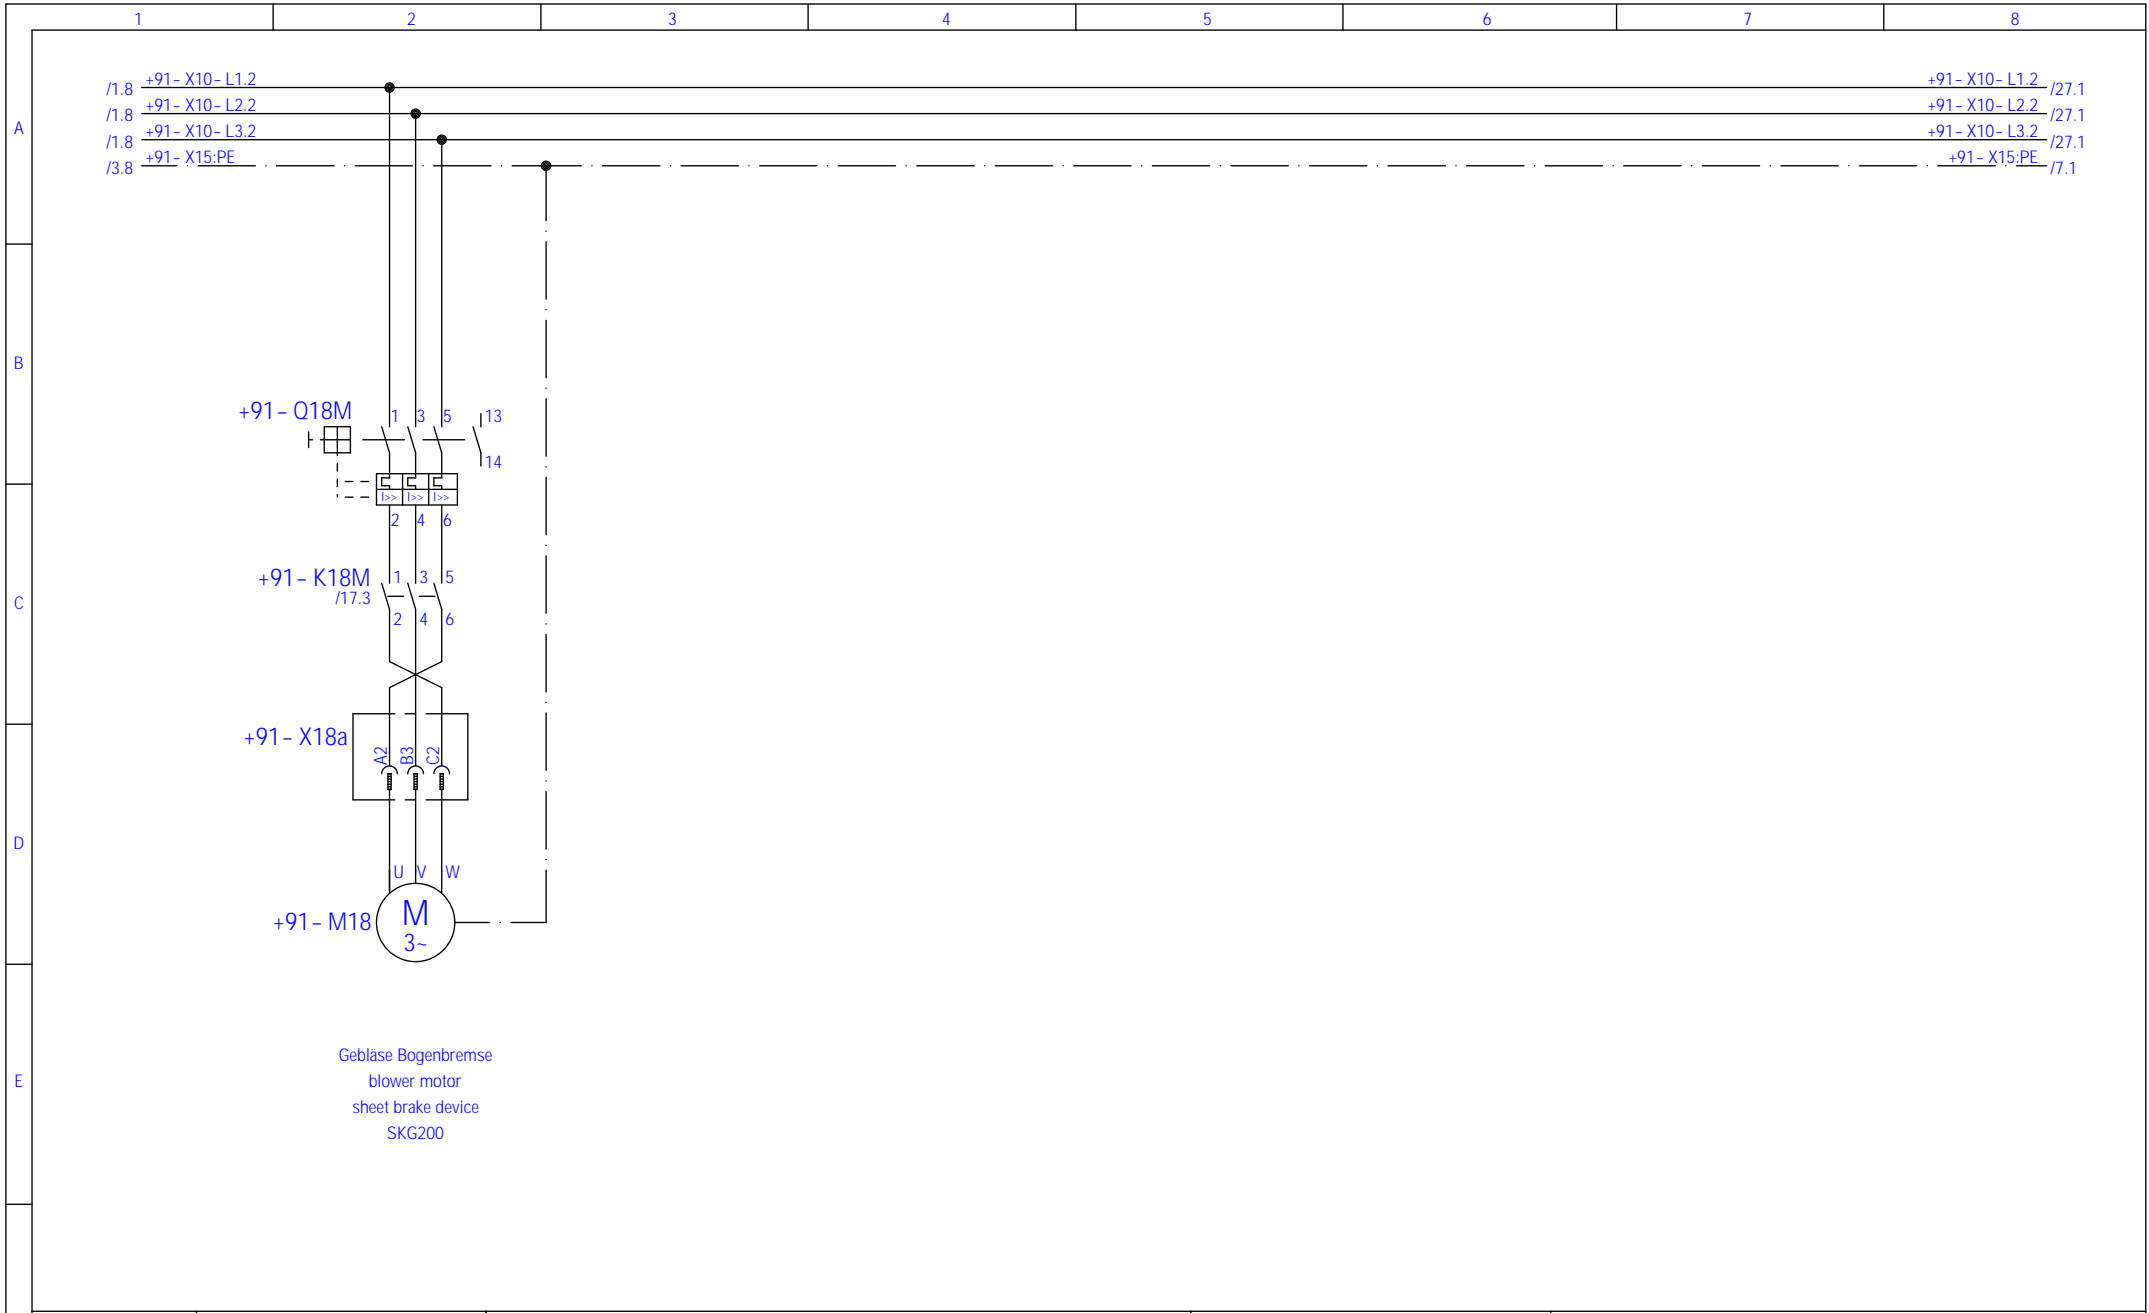 1 2 3 4 5 6 7 8
/1.8 +91-X10-L1.2 +91-X10-L1.2 /27.1
/1.8 +91-X10-L2.2 +91-X10-L2.2 /27.1
A
/1.8 +91-X10-L3.2 +91-X10-L3.2 /27.1
/3.8 +91-X15:PE +91-X15:PE /7.1
B
+91-Q18M 1 3 5 13
14
I>> I>> I>>
2 4 6
+91-K18M 1 3 5
/17.3
C
2 4 6
+91-X18a
A2 B3 C2
D
U V W
+91-M18 M
3~
Gebläse Bogenbremse
E
blower motor
sheet brake device
SKG200